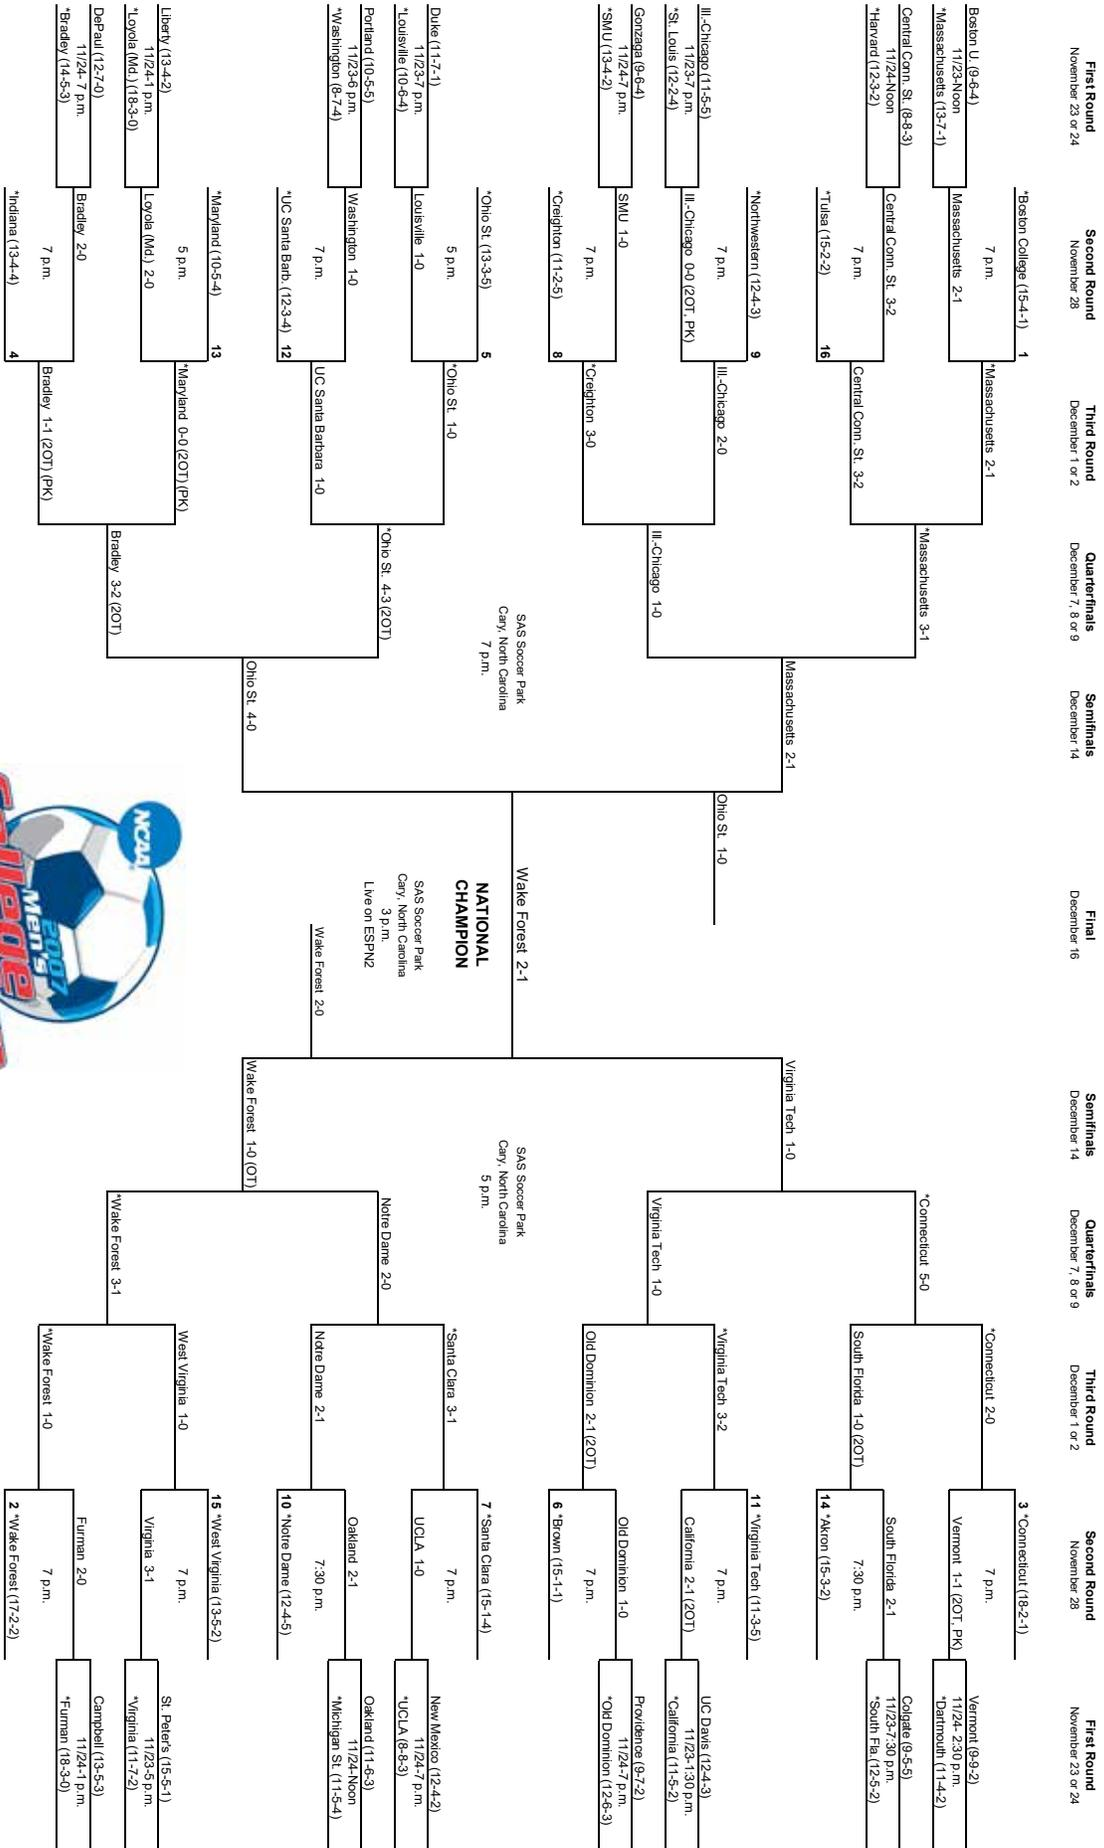 First Round
November 23 or 24
Second Round
November 28
Third Round
December 1 or 2
Quarterfinals
December 7, 8 or 9
Semifinals
December 14
Final
December 16
Semifinals
December 14
Quarterfinals
December 7, 8 or 9
Third Round
December 1 or 2
Second Round
November 28
First Round
November 23 or 24
*Boston College (15-4-1) 1
7 p.m.
Boston U. (9-6-4)
11/23-Noon
*Massachusetts (13-7-1)
Massachusetts 2-1
*Massachusetts 2-1
Central Conn. St. (8-8-3)
11/24-Noon
*Harvard (12-3-2)
Central Conn. St. 3-2
7 p.m.
*Tulsa (15-2-2) 16
Central Conn. St. 3-2
*Massachusetts 3-1
*Northwestern (12-4-3) 9
7 p.m.
Ill.-Chicago (11-5-5)
11/23-7 p.m.
*St. Louis (12-2-4)
Ill.-Chicago 0-0 (2OT, PK)
Ill.-Chicago 2-0
Gonzaga (9-6-4)
11/24-7 p.m.
*SMU (13-4-2)
SMU 1-0
7 p.m.
*Creighton (11-2-5) 8
*Creighton 3-0
Ill.-Chicago 1-0
Massachusetts 2-1
SAS Soccer Park
Cary, North Carolina
7 p.m.
*Ohio St. (13-3-5) 5
5 p.m.
Duke (11-7-1)
11/23-7 p.m.
*Louisville (10-6-4)
Louisville 1-0
*Ohio St. 1-0
Portland (10-5-5)
11/23-6 p.m.
*Washington (8-7-4)
Washington 1-0
7 p.m.
*UC Santa Barb. (12-3-4) 12
UC Santa Barbara 1-0
*Ohio St. 4-3 (2OT)
*Maryland (10-5-4) 13
5 p.m.
Liberty (13-4-2)
11/24-1 p.m.
*Loyola (Md.) (18-3-0)
Loyola (Md.) 2-0
*Maryland 0-0 (2OT) (PK)
DePaul (12-7-0)
11/24- 7 p.m.
*Bradley (14-5-3)
Bradley 2-0
7 p.m.
*Indiana (13-4-4) 4
Bradley 1-1 (2OT) (PK)
Bradley 3-2 (2OT)
Ohio St. 4-0
Ohio St. 1-0
Wake Forest 2-1
NATIONAL
CHAMPION
SAS Soccer Park
Cary, North Carolina
3 p.m.
Live on ESPN2
Wake Forest 2-0
NCAA
2007
Men's
College
Virginia Tech 1-0
SAS Soccer Park
Cary, North Carolina
5 p.m.
Wake Forest 1-0 (OT)
*Connecticut 5-0
Virginia Tech 1-0
Notre Dame 2-0
*Wake Forest 3-1
*Connecticut 2-0
South Florida 1-0 (2OT)
*Virginia Tech 3-2
Old Dominion 2-1 (2OT)
*Santa Clara 3-1
Notre Dame 2-1
West Virginia 1-0
*Wake Forest 1-0
3 *Connecticut (18-2-1)
7 p.m.
Vermont 1-1 (2OT, PK)
Vermont (9-9-2)
11/24- 2:30 p.m.
*Dartmouth (11-4-2)
South Florida 2-1
7:30 p.m.
14 *Akron (15-3-2)
Colgate (9-5-5)
11/23-7:30 p.m.
*South Fla.(12-5-2)
11 *Virginia Tech (11-3-5)
7 p.m.
California 2-1 (2OT)
UC Davis (12-4-3)
11/23-1:30 p.m.
*California (11-5-2)
Old Dominion 1-0
7 p.m.
6 *Brown (15-1-1)
Providence (9-7-2)
11/24-7 p.m.
*Old Dominion (12-6-3)
7 *Santa Clara (15-1-4)
7 p.m.
UCLA 1-0
New Mexico (12-4-2)
11/24-7 p.m.
*UCLA (8-8-3)
Oakland 2-1
7:30 p.m.
10 *Notre Dame (12-4-5)
Oakland (11-6-3)
11/24-Noon
*Michigan St. (11-5-4)
15 *West Virginia (13-5-2)
7 p.m.
Virginia 3-1
St. Peter's (15-5-1)
11/23-5 p.m.
*Virginia (11-7-2)
Furman 2-0
7 p.m.
2 *Wake Forest (17-2-2)
Campbell (13-5-3)
11/24-1 p.m.
*Furman (18-3-0)